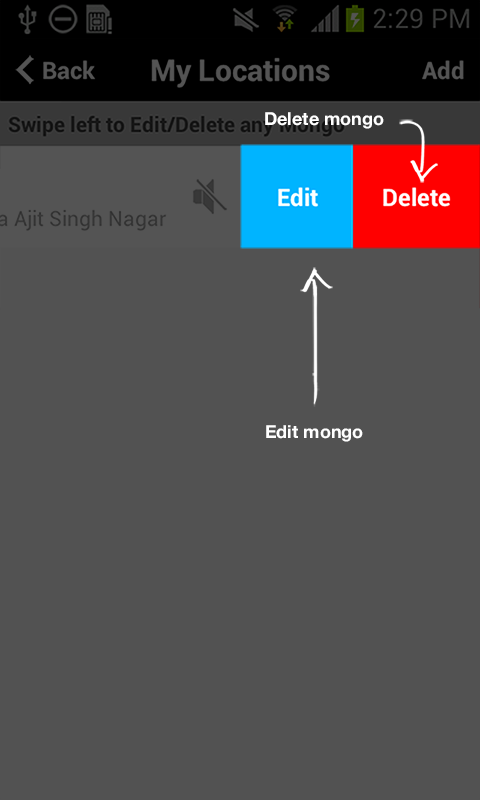 2:29 PM
Back My Locations Add
Swipe left to Edit/Delete any Mongo
Delete mongo
Edit Delete
a Ajit Singh Nagar
Edit mongo